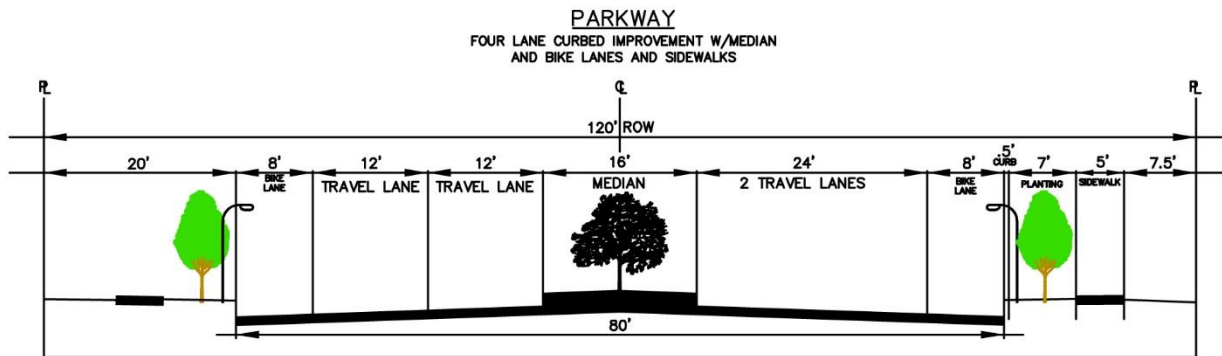 PARKWAY
FOUR LANE CURBED IMPROVEMENT W/MEDIAN
AND BIKE LANES AND SIDEWALKS
PL CL PL
120' ROW
20' 8' 12' 12' 16' 24' 8' .5' 7' 5' 7.5'
BIKE LANE TRAVEL LANE TRAVEL LANE MEDIAN 2 TRAVEL LANES BIKE LANE CURB PLANTING SIDEWALK
80'